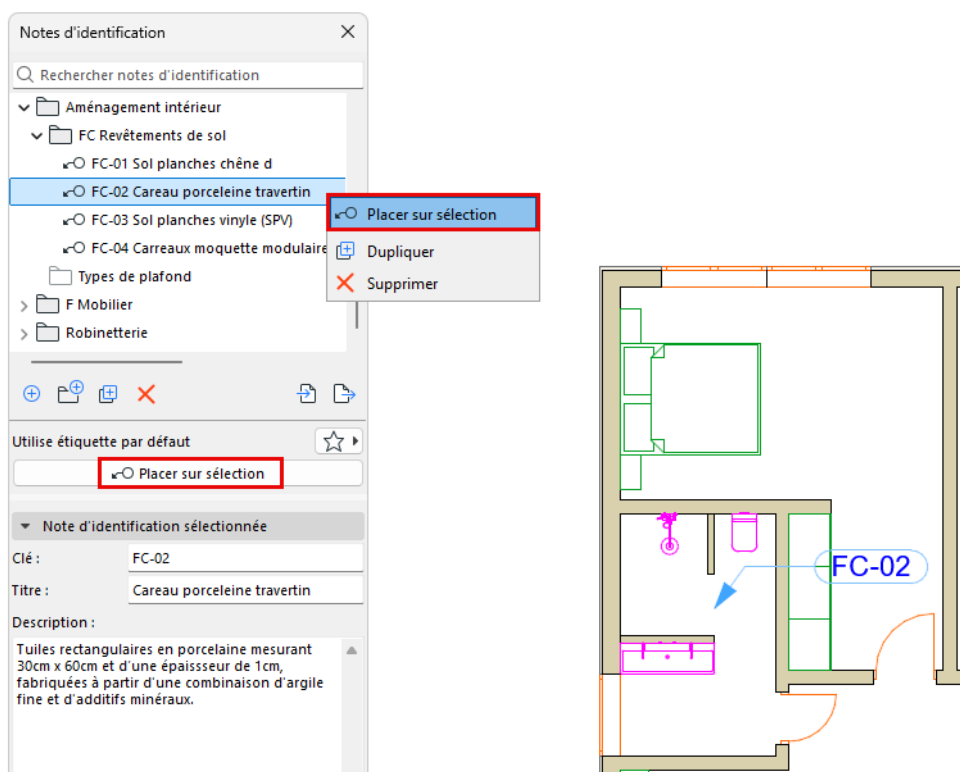 Notes d'identification
Rechercher notes d'identification
Aménagement intérieur
FC Revêtements de sol
FC-01 Sol planches chêne d
FC-02 Careau porceleine travertin
FC-03 Sol planches vinyle (SPV)
FC-04 Carreaux moquette modulaire
Types de plafond
F Mobilier
Robinetterie
Placer sur sélection
Dupliquer
Supprimer
Utilise étiquette par défaut
Placer sur sélection
Note d'identification sélectionnée
Clé :
FC-02
Titre :
Careau porceleine travertin
Description :
Tuiles rectangulaires en porcelaine mesurant
30cm x 60cm et d'une épaissseur de 1cm,
fabriquées à partir d'une combinaison d'argile
fine et d'additifs minéraux.
FC-02